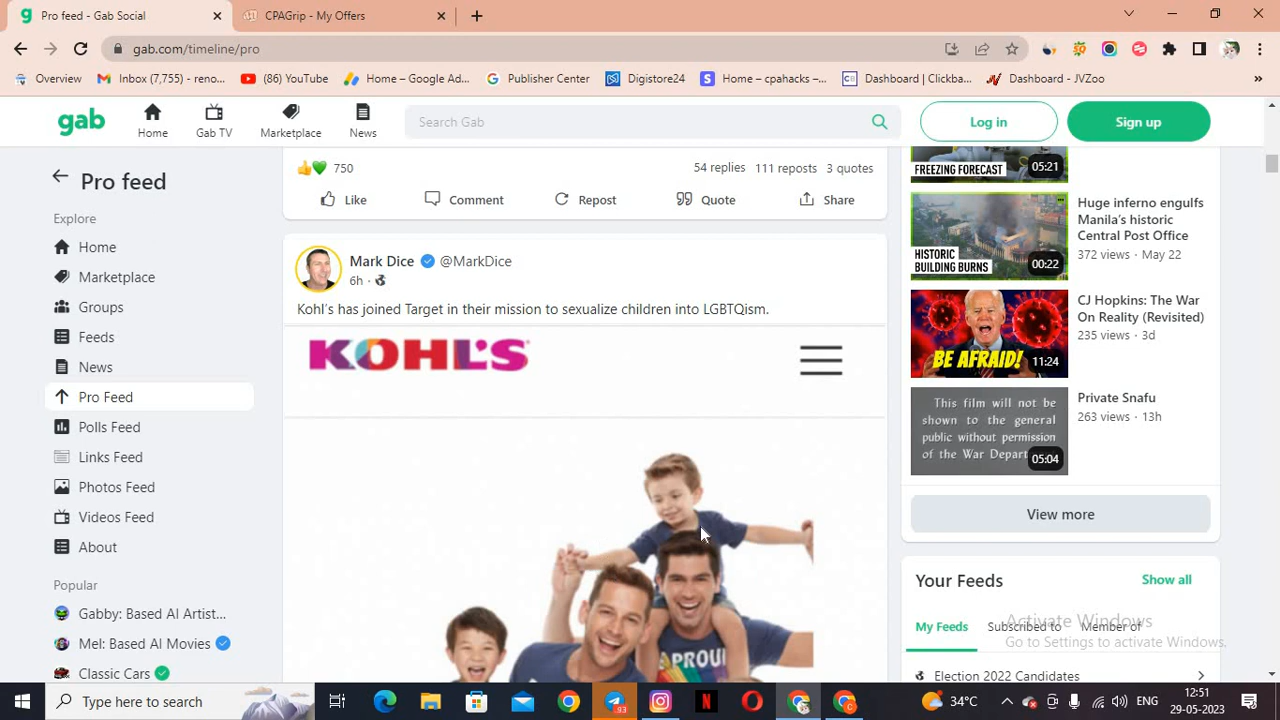 Pro feed - Gab Social
CPAGrip - My Offers
gab.com/timeline/pro
Overview
Inbox (7,755) - reno...
(86) YouTube
Home – Google Ad...
Publisher Center
Digistore24
Home – cpahacks –...
Dashboard | Clickba...
Dashboard - JVZoo
gab
Home
Gab TV
Marketplace
News
Search Gab
Log in
Sign up
Pro feed
Explore
Home
Marketplace
Groups
Feeds
News
Pro Feed
Polls Feed
Links Feed
Photos Feed
Videos Feed
About
Popular
Gabby: Based AI Artist...
Mel: Based AI Movies
Classic Cars
750
54 replies 111 reposts 3 quotes
Like
Comment
Repost
Quote
Share
Mark Dice @MarkDice
6h
Kohl's has joined Target in their mission to sexualize children into LGBTQism.
KOHL'S
PROUD
FREEZING FORECAST
05:21
HISTORIC
BUILDING BURNS
00:22
Huge inferno engulfs
Manila's historic
Central Post Office
372 views • May 22
BE AFRAID!
11:24
CJ Hopkins: The War
On Reality (Revisited)
235 views • 3d
This film will not be
shown to the general
public without permission
of the War Depart
05:04
Private Snafu
263 views • 13h
View more
Your Feeds
Show all
My Feeds
Subscribed to
Member of
Election 2022 Candidates
Activate Windows
Go to Settings to activate Windows.
Type here to search
93
34°C
ENG
12:51
29-05-2023